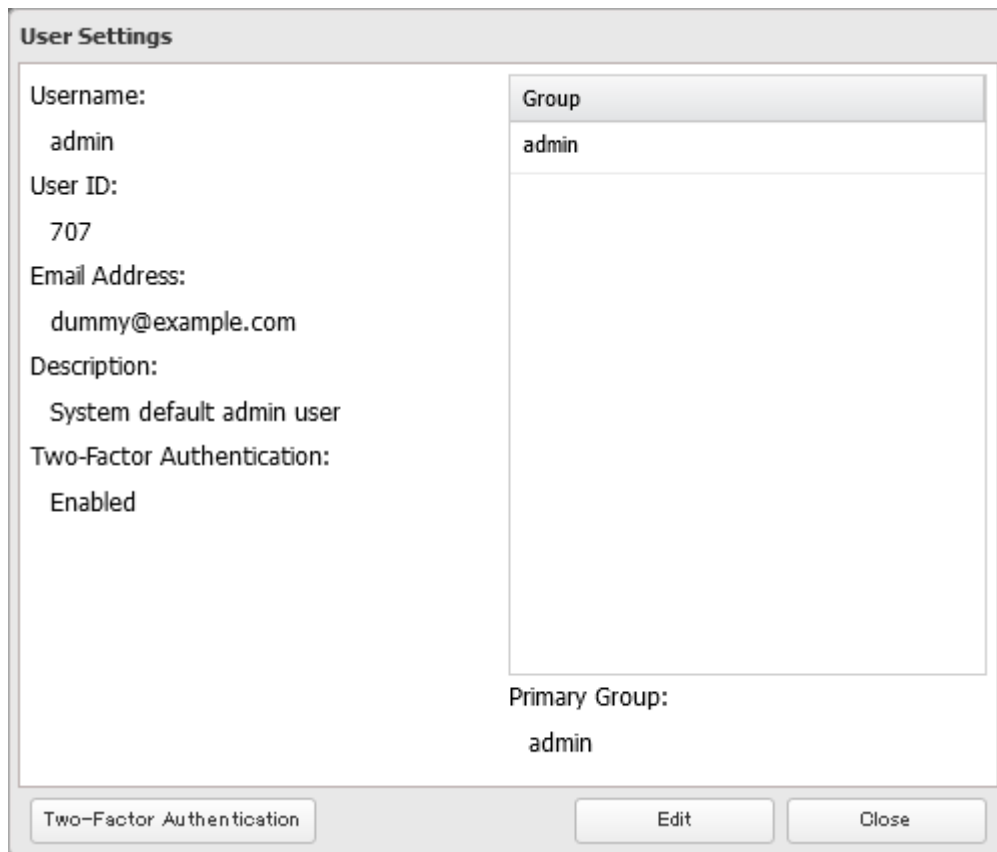 User Settings
Username:
admin
User ID:
707
Email Address:
dummy@example.com
Description:
System default admin user
Two-Factor Authentication:
Enabled
Group
admin
Primary Group:
admin
Two-Factor Authentication
Edit
Close